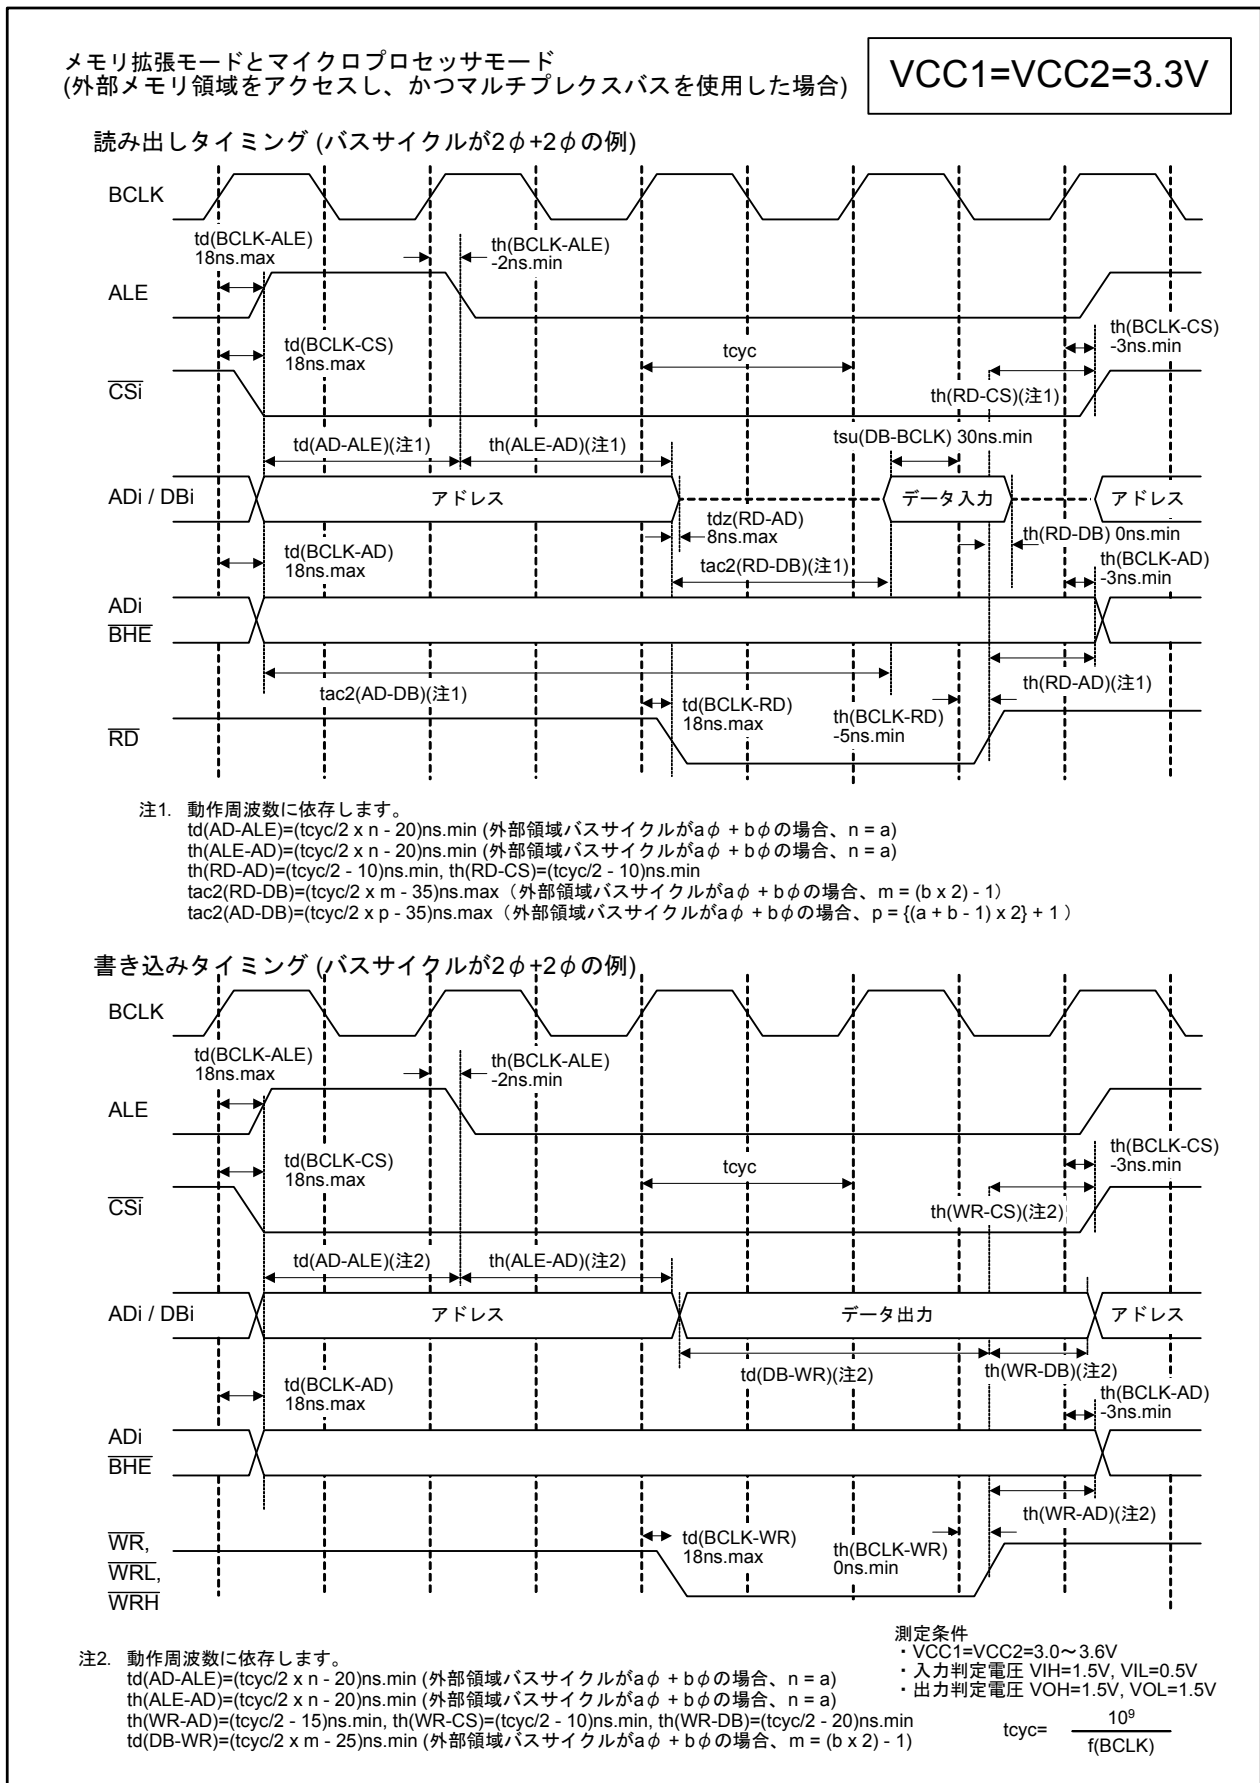 メモリ拡張モードとマイクロプロセッサモード
(外部メモリ領域をアクセスし、かつマルチプレクスバスを使用した場合)
VCC1=VCC2=3.3V
読み出しタイミング (バスサイクルが2φ+2φの例)
BCLK
td(BCLK-ALE)
18ns.max
th(BCLK-ALE)
-2ns.min
ALE
td(BCLK-CS)
18ns.max
tcyc
th(BCLK-CS)
-3ns.min
CSi
th(RD-CS)(注1)
td(AD-ALE)(注1)
th(ALE-AD)(注1)
tsu(DB-BCLK) 30ns.min
ADi / DBi
アドレス
データ入力
アドレス
td(BCLK-AD)
18ns.max
tdz(RD-AD)
8ns.max
th(RD-DB) 0ns.min
tac2(RD-DB)(注1)
th(BCLK-AD)
-3ns.min
ADi
BHE
tac2(AD-DB)(注1)
th(RD-AD)(注1)
td(BCLK-RD)
18ns.max
th(BCLK-RD)
-5ns.min
RD
注1. 動作周波数に依存します。
td(AD-ALE)=(tcyc/2 x n - 20)ns.min (外部領域バスサイクルがaφ + bφの場合、n = a)
th(ALE-AD)=(tcyc/2 x n - 20)ns.min (外部領域バスサイクルがaφ + bφの場合、n = a)
th(RD-AD)=(tcyc/2 - 10)ns.min, th(RD-CS)=(tcyc/2 - 10)ns.min
tac2(RD-DB)=(tcyc/2 x m - 35)ns.max（外部領域バスサイクルがaφ + bφの場合、m = (b x 2) - 1）
tac2(AD-DB)=(tcyc/2 x p - 35)ns.max（外部領域バスサイクルがaφ + bφの場合、p = {(a + b - 1) x 2} + 1 ）
書き込みタイミング (バスサイクルが2φ+2φの例)
BCLK
td(BCLK-ALE)
18ns.max
th(BCLK-ALE)
-2ns.min
ALE
td(BCLK-CS)
18ns.max
tcyc
th(BCLK-CS)
-3ns.min
CSi
th(WR-CS)(注2)
td(AD-ALE)(注2)
th(ALE-AD)(注2)
ADi / DBi
アドレス
データ出力
アドレス
td(BCLK-AD)
18ns.max
td(DB-WR)(注2)
th(WR-DB)(注2)
th(BCLK-AD)
-3ns.min
ADi
BHE
th(WR-AD)(注2)
td(BCLK-WR)
18ns.max
th(BCLK-WR)
0ns.min
WR,
WRL,
WRH
注2. 動作周波数に依存します。
td(AD-ALE)=(tcyc/2 x n - 20)ns.min (外部領域バスサイクルがaφ + bφの場合、n = a)
th(ALE-AD)=(tcyc/2 x n - 20)ns.min (外部領域バスサイクルがaφ + bφの場合、n = a)
th(WR-AD)=(tcyc/2 - 15)ns.min, th(WR-CS)=(tcyc/2 - 10)ns.min, th(WR-DB)=(tcyc/2 - 20)ns.min
td(DB-WR)=(tcyc/2 x m - 25)ns.min (外部領域バスサイクルがaφ + bφの場合、m = (b x 2) - 1)
測定条件
・VCC1=VCC2=3.0～3.6V
・入力判定電圧 VIH=1.5V, VIL=0.5V
・出力判定電圧 VOH=1.5V, VOL=1.5V
tcyc= 10⁹
f(BCLK)